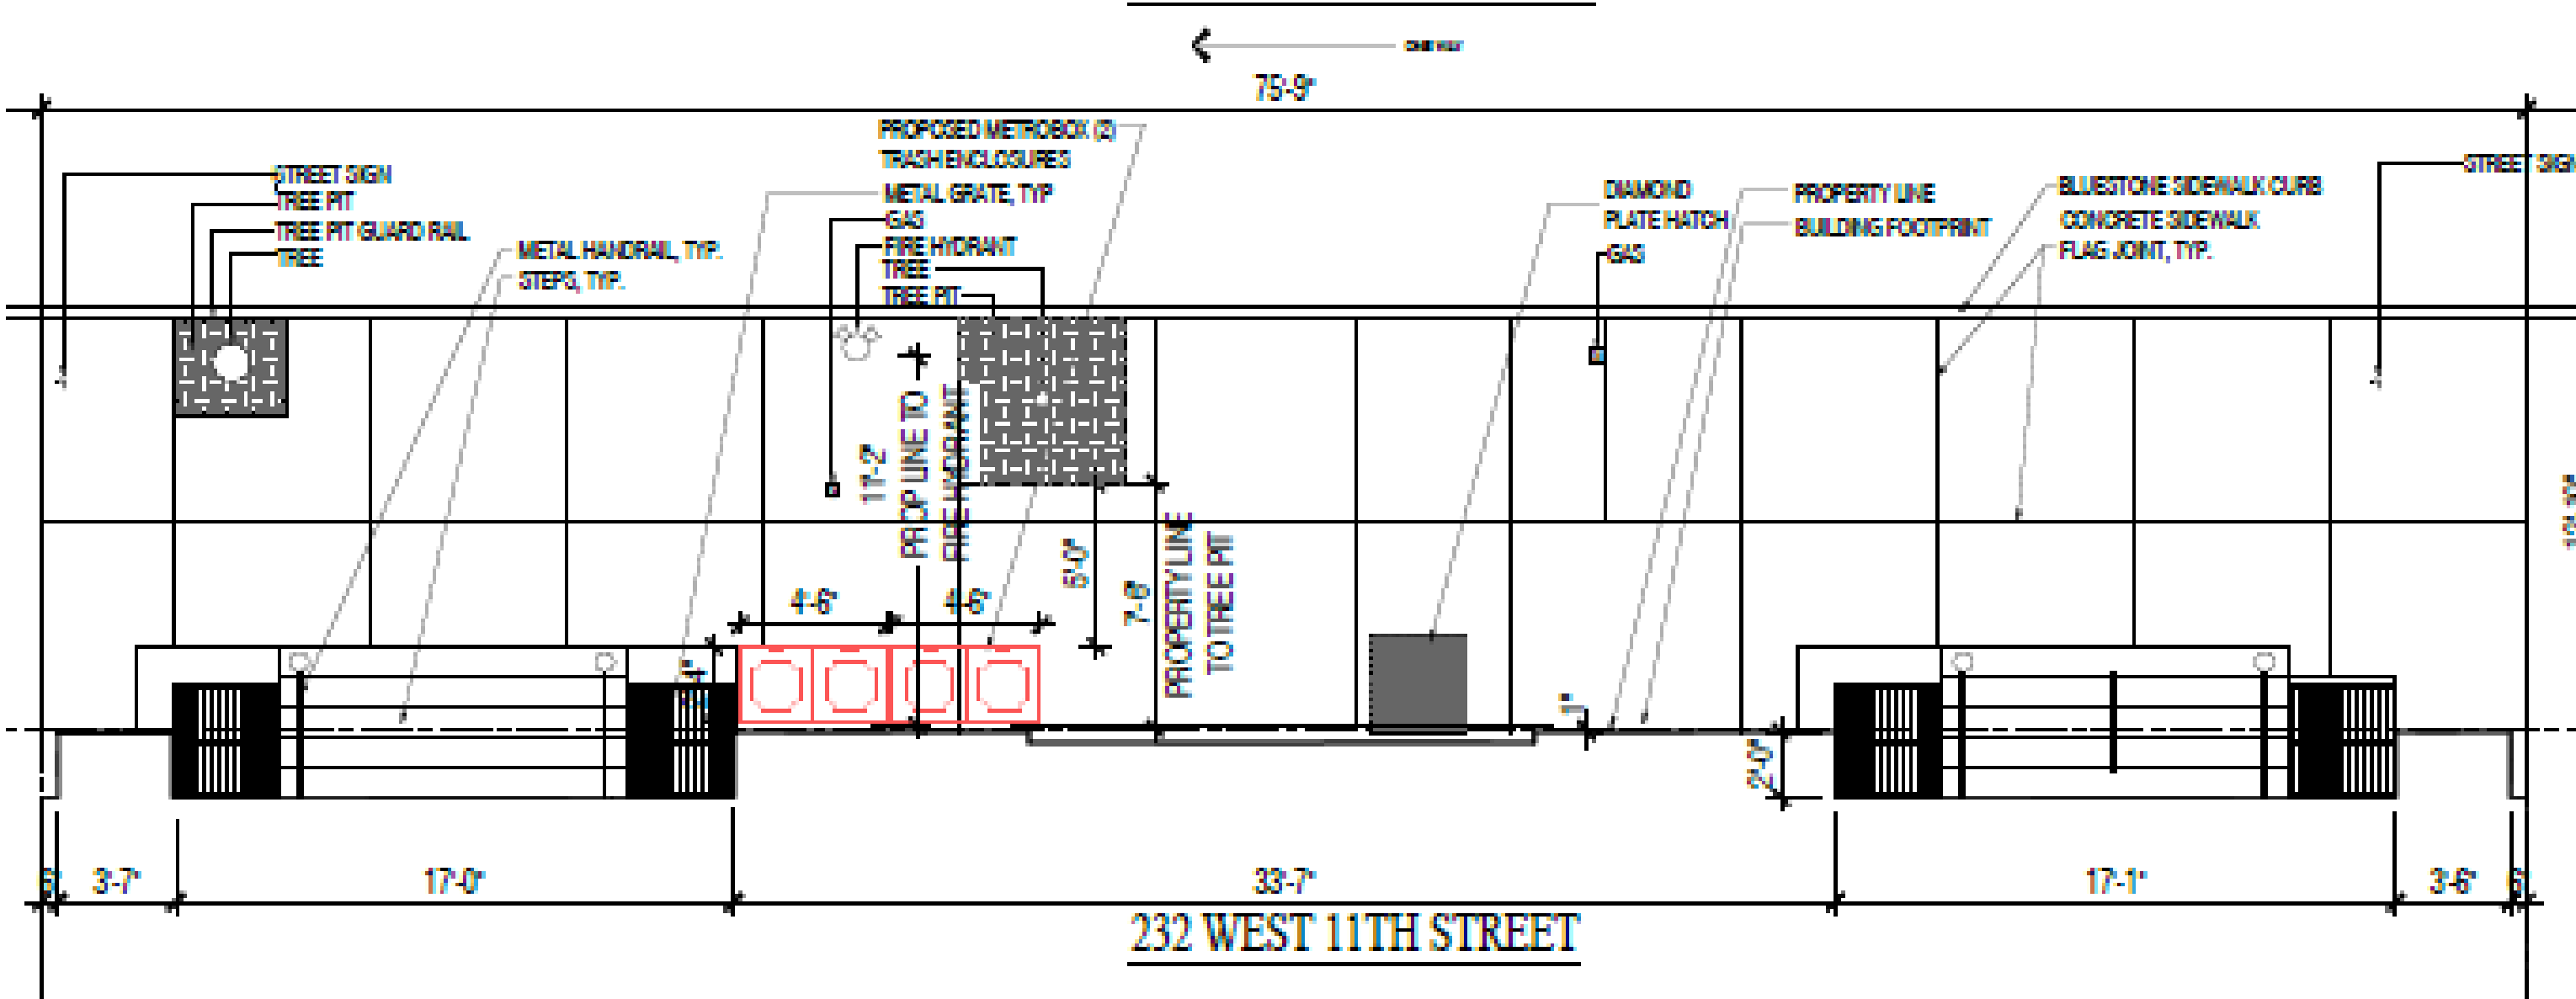 ONE WAY
75'-9"
PROPOSED METROBOX (2)
TRASH ENCLOSURES
METAL GRATE, TYP
GAS
FIRE HYDRANT
TREE
TREE PIT
STREET SIGN
TREE PIT
TREE PIT GUARD RAIL
TREE
METAL HANDRAIL, TYP.
STEPS, TYP.
DIAMOND
PLATE HATCH
GAS
PROPERTY LINE
BUILDING FOOTPRINT
BLUESTONE SIDEWALK CURB
CONCRETE SIDEWALK
FLAG JOINT, TYP.
STREET SIGN
11'-2"
PROP LINE TO
FIRE HYDRANT
4'-6"
4'-6"
PROPERTY LINE
TO TREE PIT
1"
2'-0"
6"
3'-7"
17'-0"
33'-7"
17'-1"
3'-6"
6"
232 WEST 11TH STREET